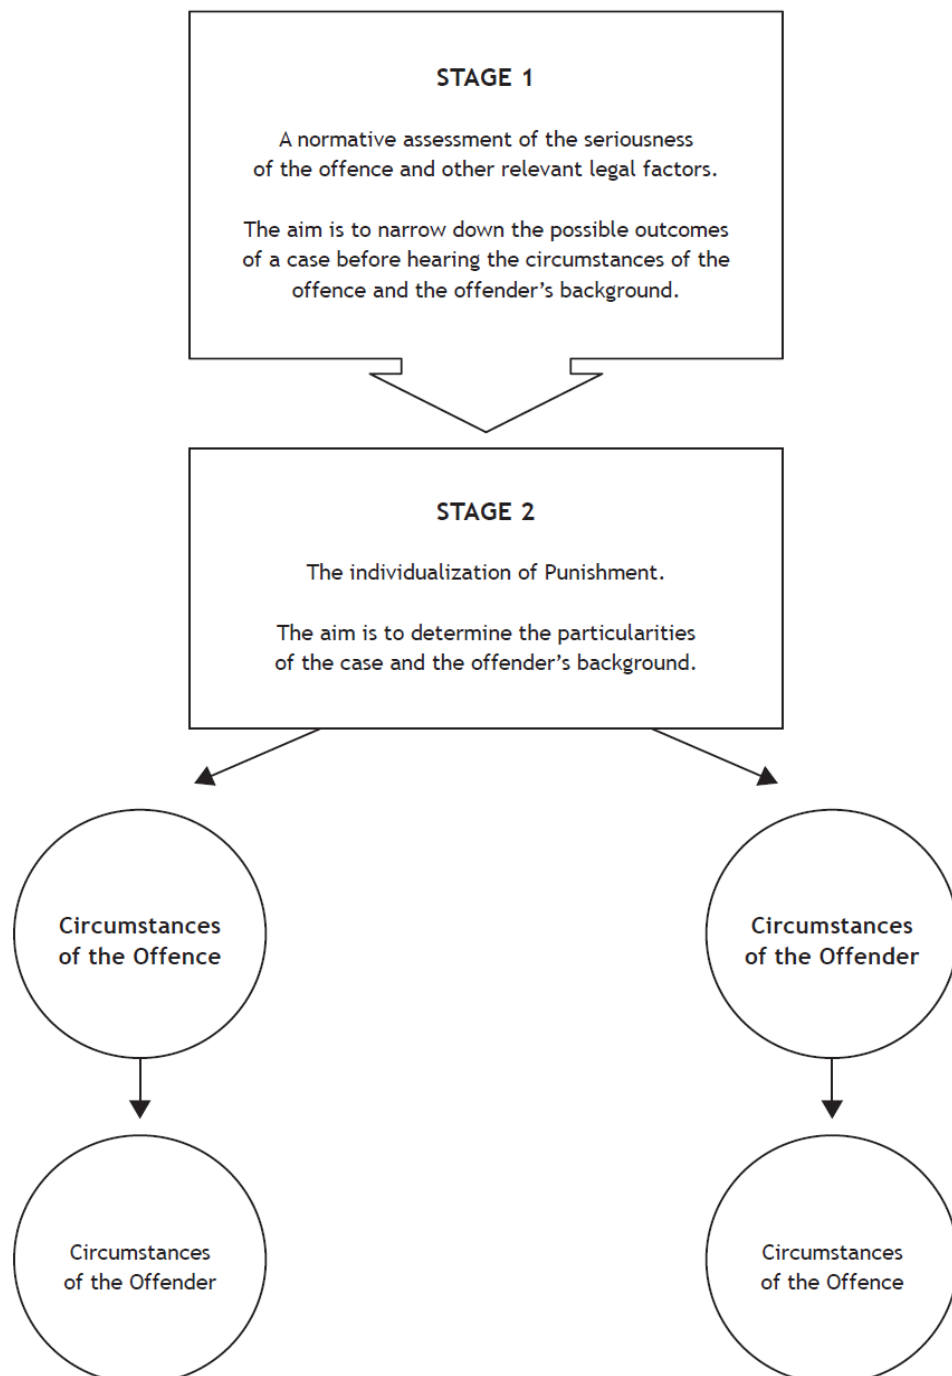 STAGE 1
A normative assessment of the seriousness
of the offence and other relevant legal factors.
The aim is to narrow down the possible outcomes
of a case before hearing the circumstances of the
offence and the offender’s background.
STAGE 2
The individualization of Punishment.
The aim is to determine the particularities
of the case and the offender’s background.
Circumstances
of the Offence
Circumstances
of the Offender
Circumstances
of the Offender
Circumstances
of the Offence